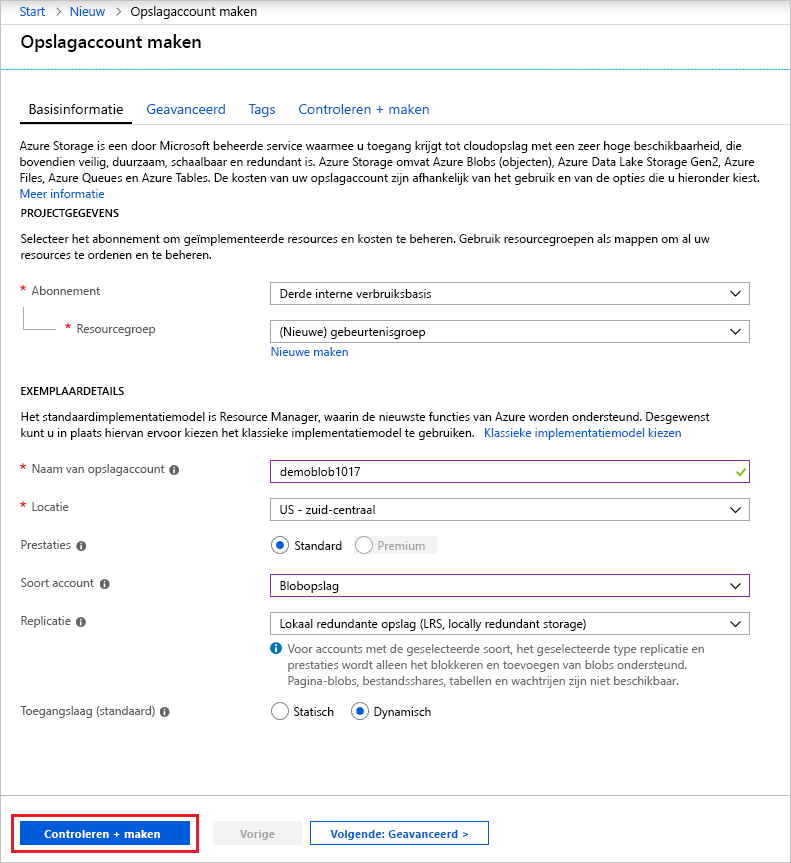 Start > Nieuw > Opslagaccount maken
Opslagaccount maken
Basisinformatie Geavanceerd Tags Controleren + maken
Azure Storage is een door Microsoft beheerde service waarmee u toegang krijgt tot cloudopslag met een zeer hoge beschikbaarheid, die
bovendien veilig, duurzaam, schaalbaar en redundant is. Azure Storage omvat Azure Blobs (objecten), Azure Data Lake Storage Gen2, Azure
Files, Azure Queues en Azure Tables. De kosten van uw opslagaccount zijn afhankelijk van het gebruik en van de opties die u hieronder kiest.
Meer informatie
PROJECTGEGEVENS
Selecteer het abonnement om geïmplementeerde resources en kosten te beheren. Gebruik resourcegroepen als mappen om al uw
resources te ordenen en te beheren.
* Abonnement Derde interne verbruiksbasis
* Resourcegroep (Nieuwe) gebeurtenisgroep
Nieuwe maken
EXEMPLAARDETAILS
Het standaardimplementatiemodel is Resource Manager, waarin de nieuwste functies van Azure worden ondersteund. Desgewenst
kunt u in plaats hiervan ervoor kiezen het klassieke implementatiemodel te gebruiken. Klassieke implementatiemodel kiezen
* Naam van opslagaccount demoblob1017
* Locatie US - zuid-centraal
Prestaties Standard Premium
Soort account Blobopslag
Replicatie Lokaal redundante opslag (LRS, locally redundant storage)
Voor accounts met de geselecteerde soort, het geselecteerde type replicatie en
prestaties wordt alleen het blokkeren en toevoegen van blobs ondersteund.
Pagina-blobs, bestandsshares, tabellen en wachtrijen zijn niet beschikbaar.
Toegangslaag (standaard) Statisch Dynamisch
Controleren + maken Vorige Volgende: Geavanceerd >